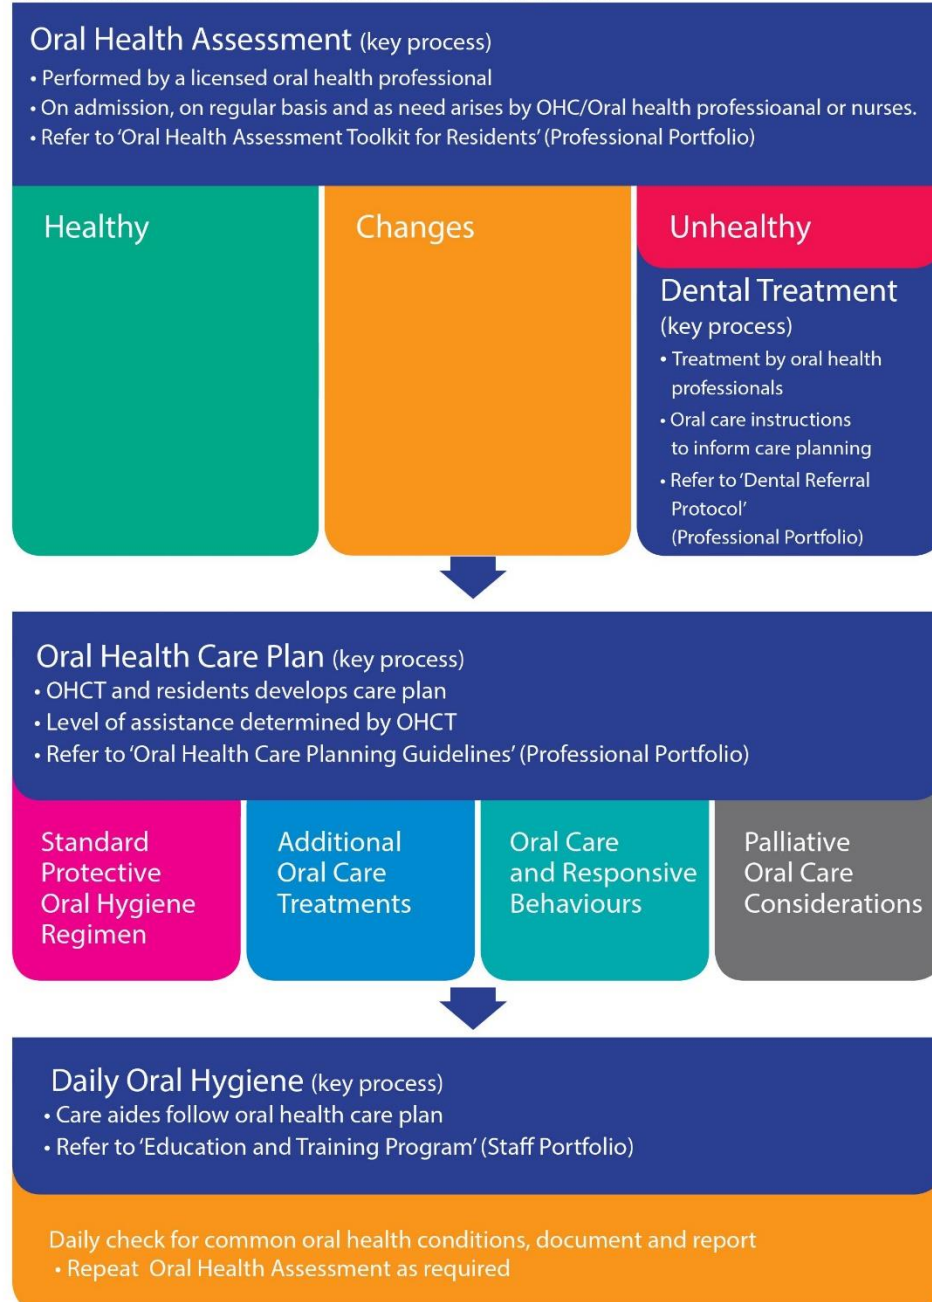 Oral Health Assessment (key process)
• Performed by a licensed oral health professional
• On admission, on regular basis and as need arises by OHC/Oral health professioanal or nurses.
• Refer to 'Oral Health Assessment Toolkit for Residents' (Professional Portfolio)
Healthy
Changes
Unhealthy
Dental Treatment
(key process)
• Treatment by oral health
professionals
• Oral care instructions
to inform care planning
• Refer to 'Dental Referral
Protocol'
(Professional Portfolio)
Oral Health Care Plan (key process)
• OHCT and residents develops care plan
• Level of assistance determined by OHCT
• Refer to 'Oral Health Care Planning Guidelines' (Professional Portfolio)
Standard
Protective
Oral Hygiene
Regimen
Additional
Oral Care
Treatments
Oral Care
and Responsive
Behaviours
Palliative
Oral Care
Considerations
Daily Oral Hygiene (key process)
• Care aides follow oral health care plan
• Refer to 'Education and Training Program' (Staff Portfolio)
Daily check for common oral health conditions, document and report
• Repeat Oral Health Assessment as required